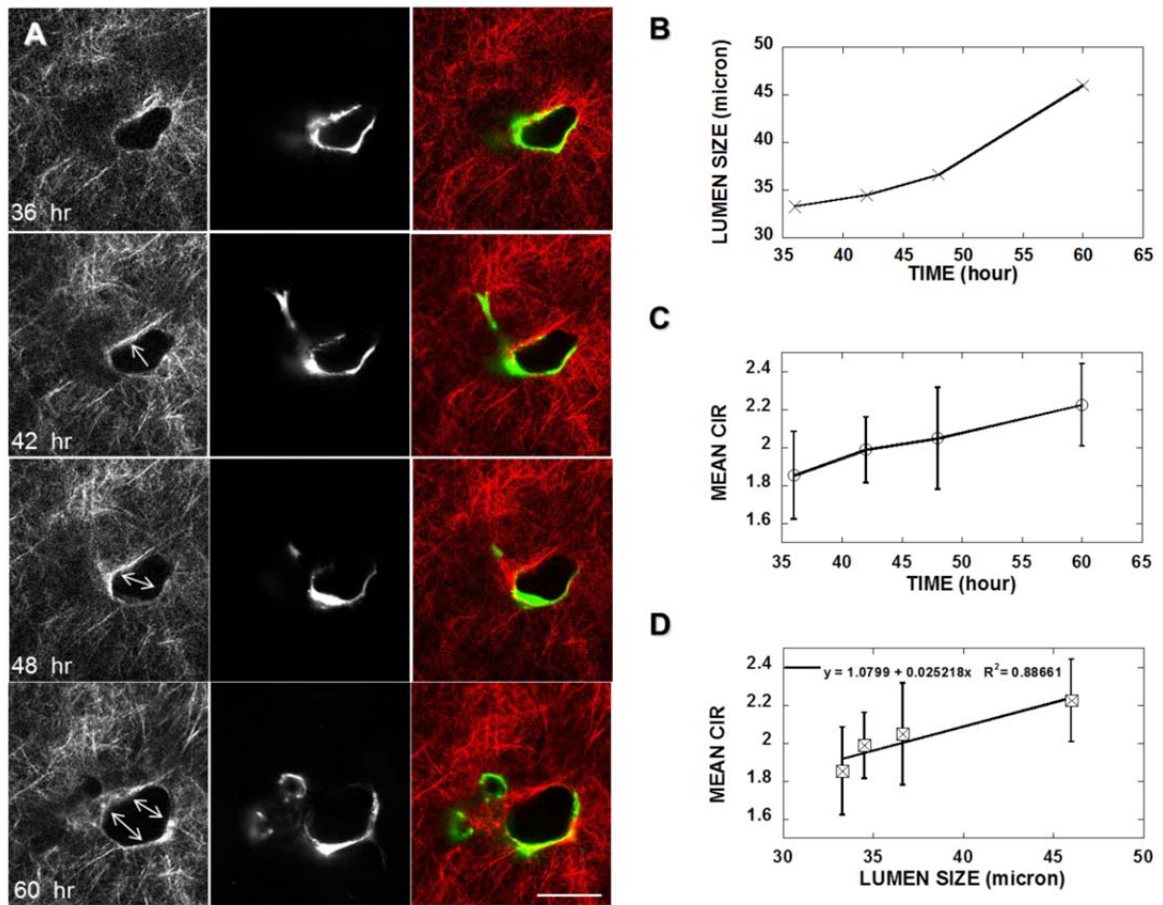 A
36 hr
42 hr
48 hr
60 hr
B
50
45
40
35
30
LUMEN SIZE (micron)
35 40 45 50 55 60 65
TIME (hour)
C
2.4
2.2
2
1.8
1.6
MEAN CIR
35 40 45 50 55 60 65
TIME (hour)
D
y = 1.0799 + 0.025218x R²= 0.88661
2.4
2.2
2
1.8
1.6
MEAN CIR
30 35 40 45 50
LUMEN SIZE (micron)